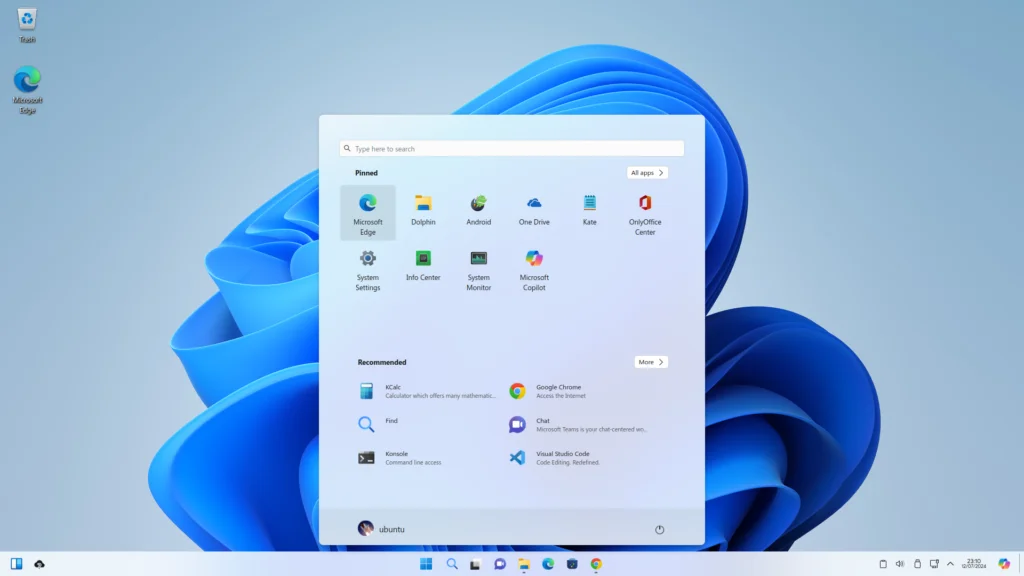 Trash
Microsoft
Edge
Type here to search
Pinned
All apps
Microsoft
Edge
Dolphin
Android
One Drive
Kate
OnlyOffice
Center
System
Settings
Info Center
System
Monitor
Microsoft
Copilot
Recommended
More
KCalc
Calculator which offers many mathematic...
Google Chrome
Access the Internet
Find
Chat
Microsoft Teams is your chat-centered wo...
Konsole
Command line access
Visual Studio Code
Code Editing. Redefined.
ubuntu
23:10
12/07/2024